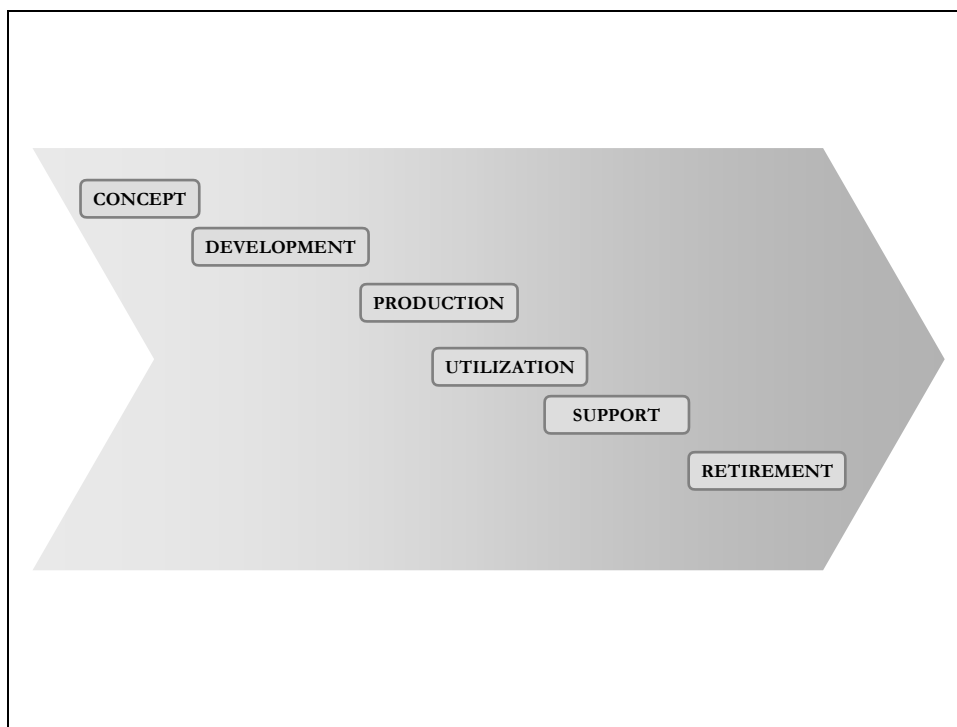 CONCEPT
DEVELOPMENT
PRODUCTION
UTILIZATION
SUPPORT
RETIREMENT